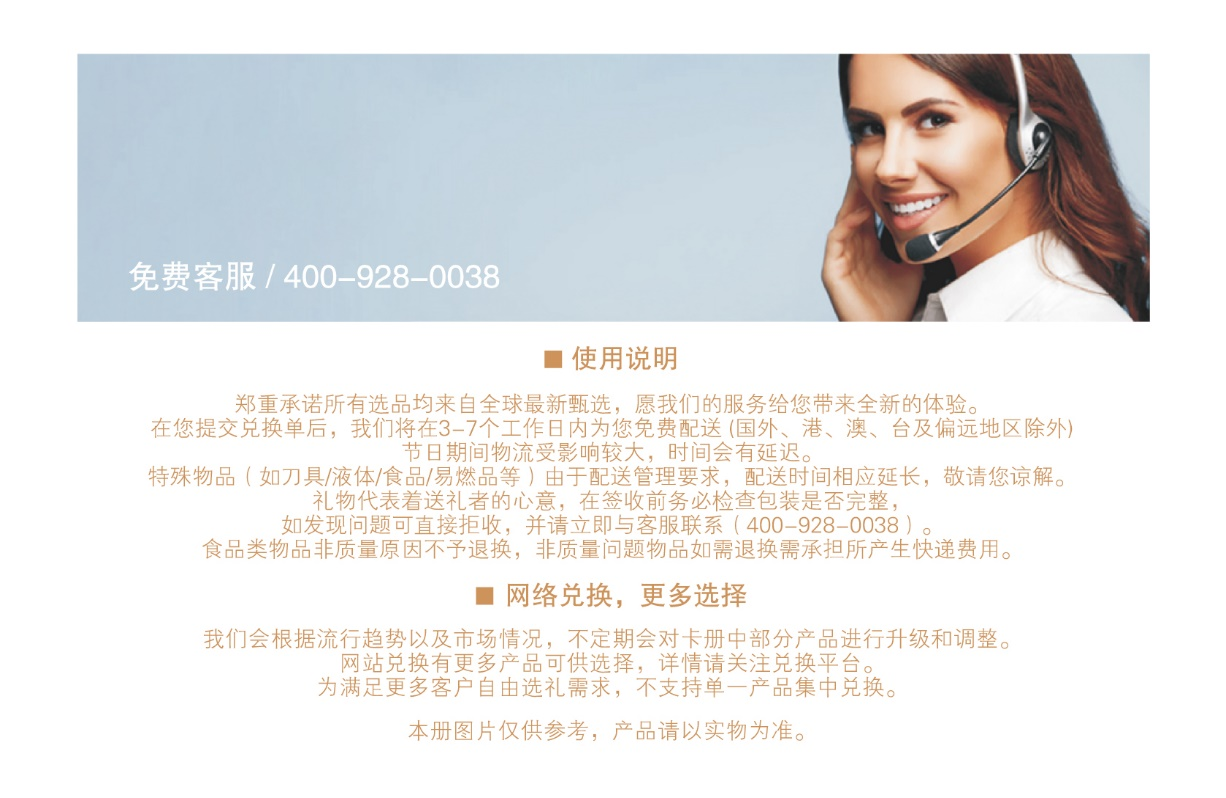 免费客服 / 400-928-0038
■ 使用说明
郑重承诺所有选品均来自全球最新甄选，愿我们的服务给您带来全新的体验。
在您提交兑换单后，我们将在3-7个工作日内为您免费配送 (国外、港、澳、台及偏远地区除外)
节日期间物流受影响较大，时间会有延迟。
特殊物品（如刀具/液体/食品/易燃品等）由于配送管理要求，配送时间相应延长，敬请您谅解。
礼物代表着送礼者的心意，在签收前务必检查包装是否完整，
如发现问题可直接拒收，并请立即与客服联系（400-928-0038）。
食品类物品非质量原因不予退换，非质量问题物品如需退换需承担所产生快递费用。
■ 网络兑换，更多选择
我们会根据流行趋势以及市场情况，不定期会对卡册中部分产品进行升级和调整。
网站兑换有更多产品可供选择，详情请关注兑换平台。
为满足更多客户自由选礼需求，不支持单一产品集中兑换。
本册图片仅供参考，产品请以实物为准。